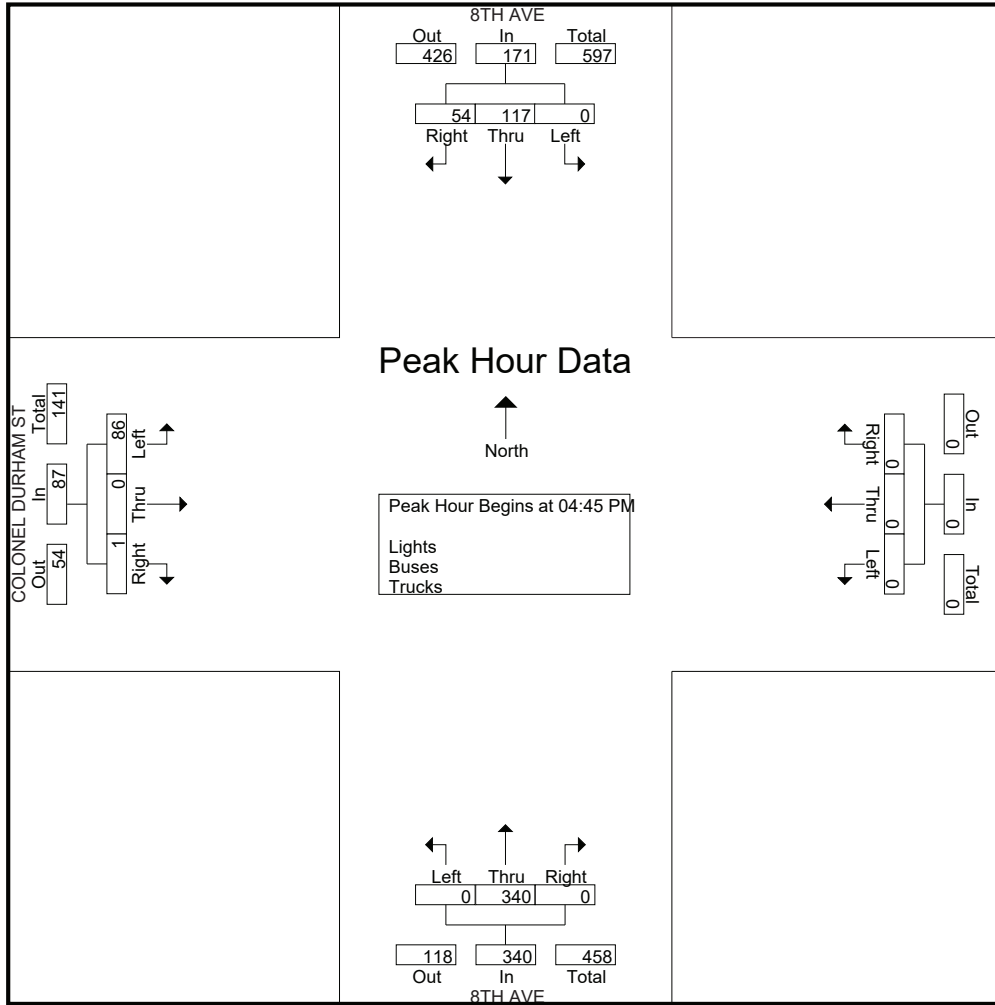 8TH AVE
Out In Total
426 171 597
54 117 0
Right Thru Left
Peak Hour Data
North
Peak Hour Begins at 04:45 PM
Lights
Buses
Trucks
COLONEL DURHAM ST
Out In Total
54 87 141
86 0 1
Left Thru Right
Right Thru Left
0 0 0
Out In Total
0 0 0
Left Thru Right
0 340 0
118 340 458
Out In Total
8TH AVE